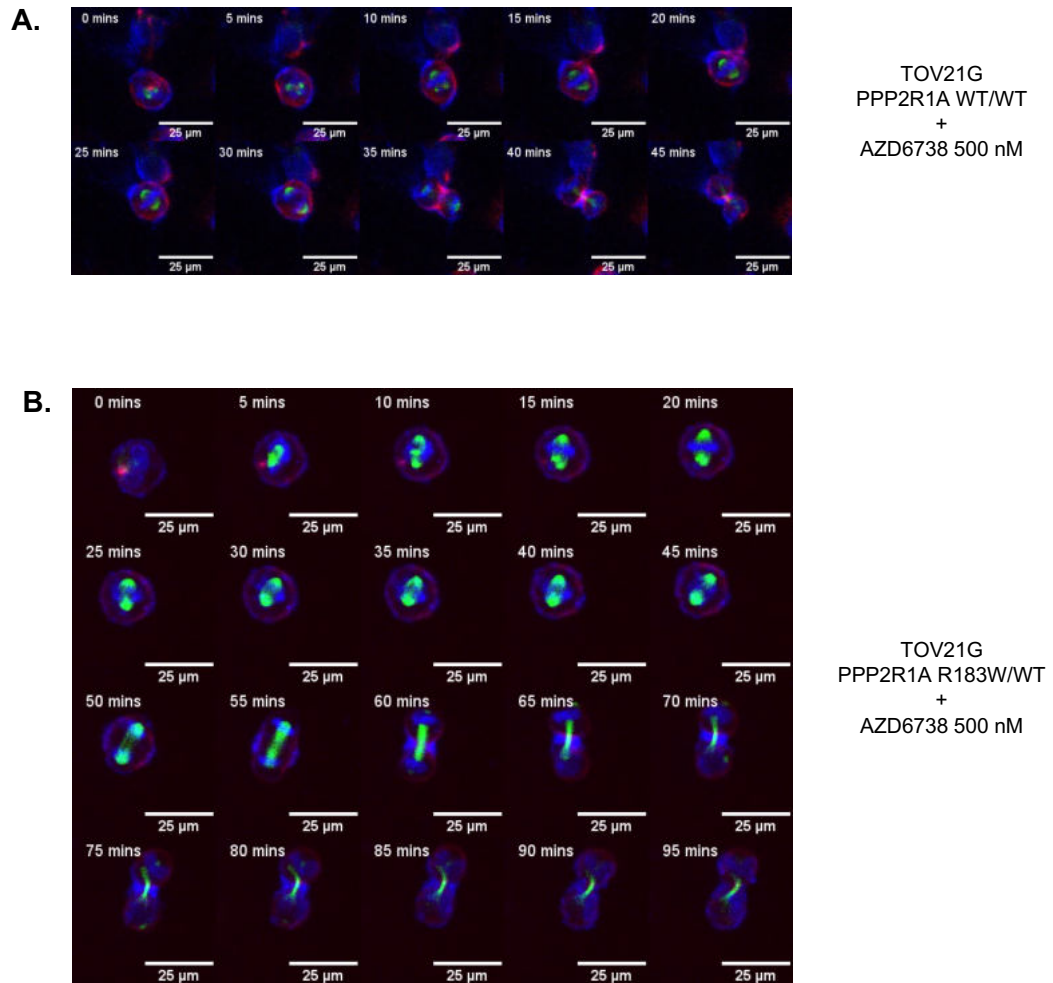 A.
0 mins 5 mins 10 mins 15 mins 20 mins
25 µm 25 µm 25 µm 25 µm 25 µm
25 mins 30 mins 35 mins 40 mins 45 mins
25 µm 25 µm 25 µm 25 µm 25 µm
TOV21G
PPP2R1A WT/WT
+
AZD6738 500 nM
B.
0 mins 5 mins 10 mins 15 mins 20 mins
25 µm 25 µm 25 µm 25 µm 25 µm
25 mins 30 mins 35 mins 40 mins 45 mins
25 µm 25 µm 25 µm 25 µm 25 µm
50 mins 55 mins 60 mins 65 mins 70 mins
25 µm 25 µm 25 µm 25 µm 25 µm
75 mins 80 mins 85 mins 90 mins 95 mins
25 µm 25 µm 25 µm 25 µm 25 µm
TOV21G
PPP2R1A R183W/WT
+
AZD6738 500 nM